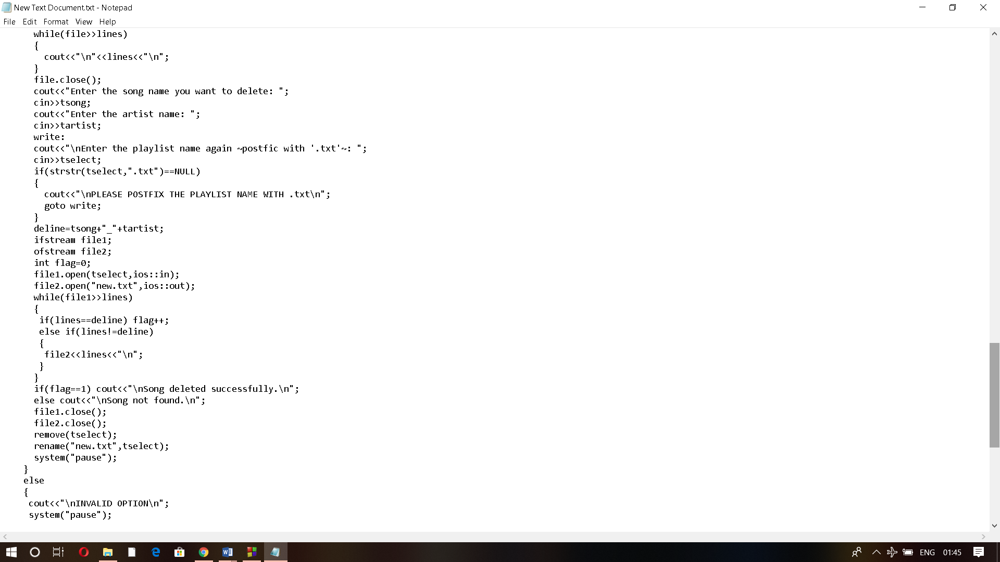 New Text Document.txt - Notepad
File Edit Format View Help
while(file>>lines)
{
cout<<"\n"<<lines<<"\n";
}
file.close();
cout<<"Enter the song name you want to delete: ";
cin>>tsong;
cout<<"Enter the artist name: ";
cin>>tartist;
write:
cout<<"\nEnter the playlist name again ~postfic with '.txt'~: ";
cin>>tselect;
if(strstr(tselect,".txt")==NULL)
{
cout<<"\nPLEASE POSTFIX THE PLAYLIST NAME WITH .txt\n";
goto write;
}
deline=tsong+"_"+tartist;
ifstream file1;
ofstream file2;
int flag=0;
file1.open(tselect,ios::in);
file2.open("new.txt",ios::out);
while(file1>>lines)
{
if(lines==deline) flag++;
else if(lines!=deline)
{
file2<<lines<<"\n";
}
}
if(flag==1) cout<<"\nSong deleted successfully.\n";
else cout<<"\nSong not found.\n";
file1.close();
file2.close();
remove(tselect);
rename("new.txt",tselect);
system("pause");
}
else
{
cout<<"\nINVALID OPTION\n";
system("pause");
ENG 01:45